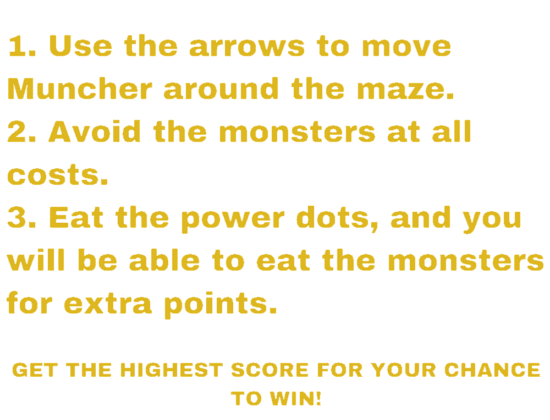 1. Use the arrows to move
Muncher around the maze.
2. Avoid the monsters at all
costs.
3. Eat the power dots, and you
will be able to eat the monsters
for extra points.
GET THE HIGHEST SCORE FOR YOUR CHANCE
TO WIN!